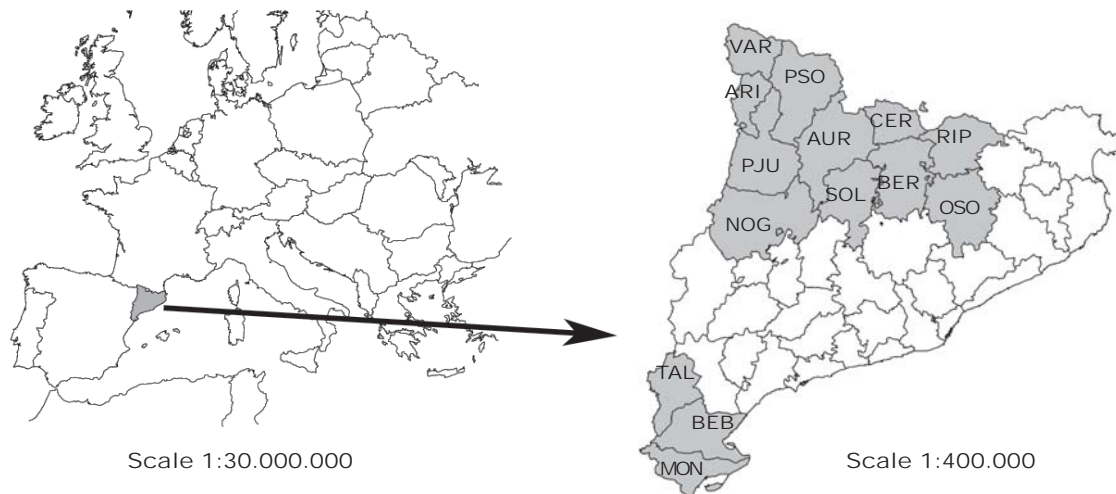 VAR
PSO
ARI
CER
AUR
RIP
PJU
BER
SOL
OSO
NOG
TAL
BEB
MON
Scale 1:30.000.000
Scale 1:400.000